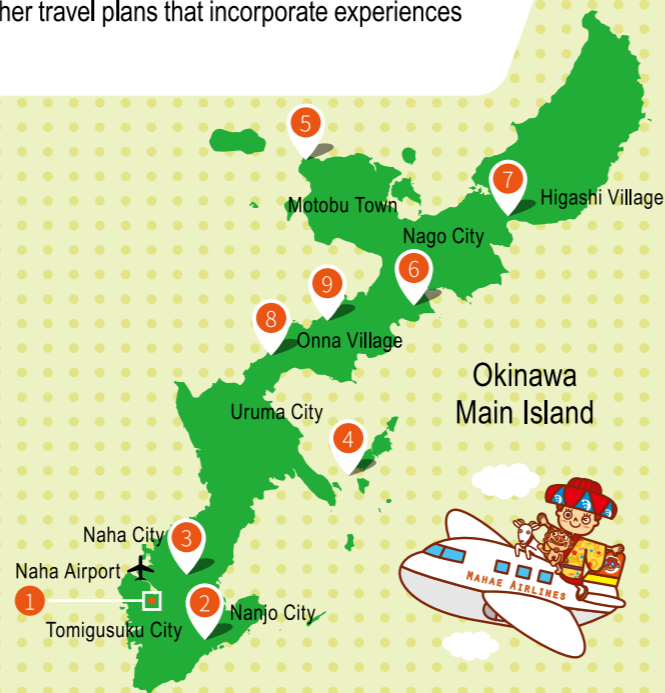 her travel plans that incorporate experiences
5
7
Motobu Town
Higashi Village
Nago City
6
9
8
Onna Village
Okinawa
Main Island
Uruma City
4
Naha City
3
Naha Airport
1
2
Nanjo City
Tomigusuku City
MAHAE AIRLINES